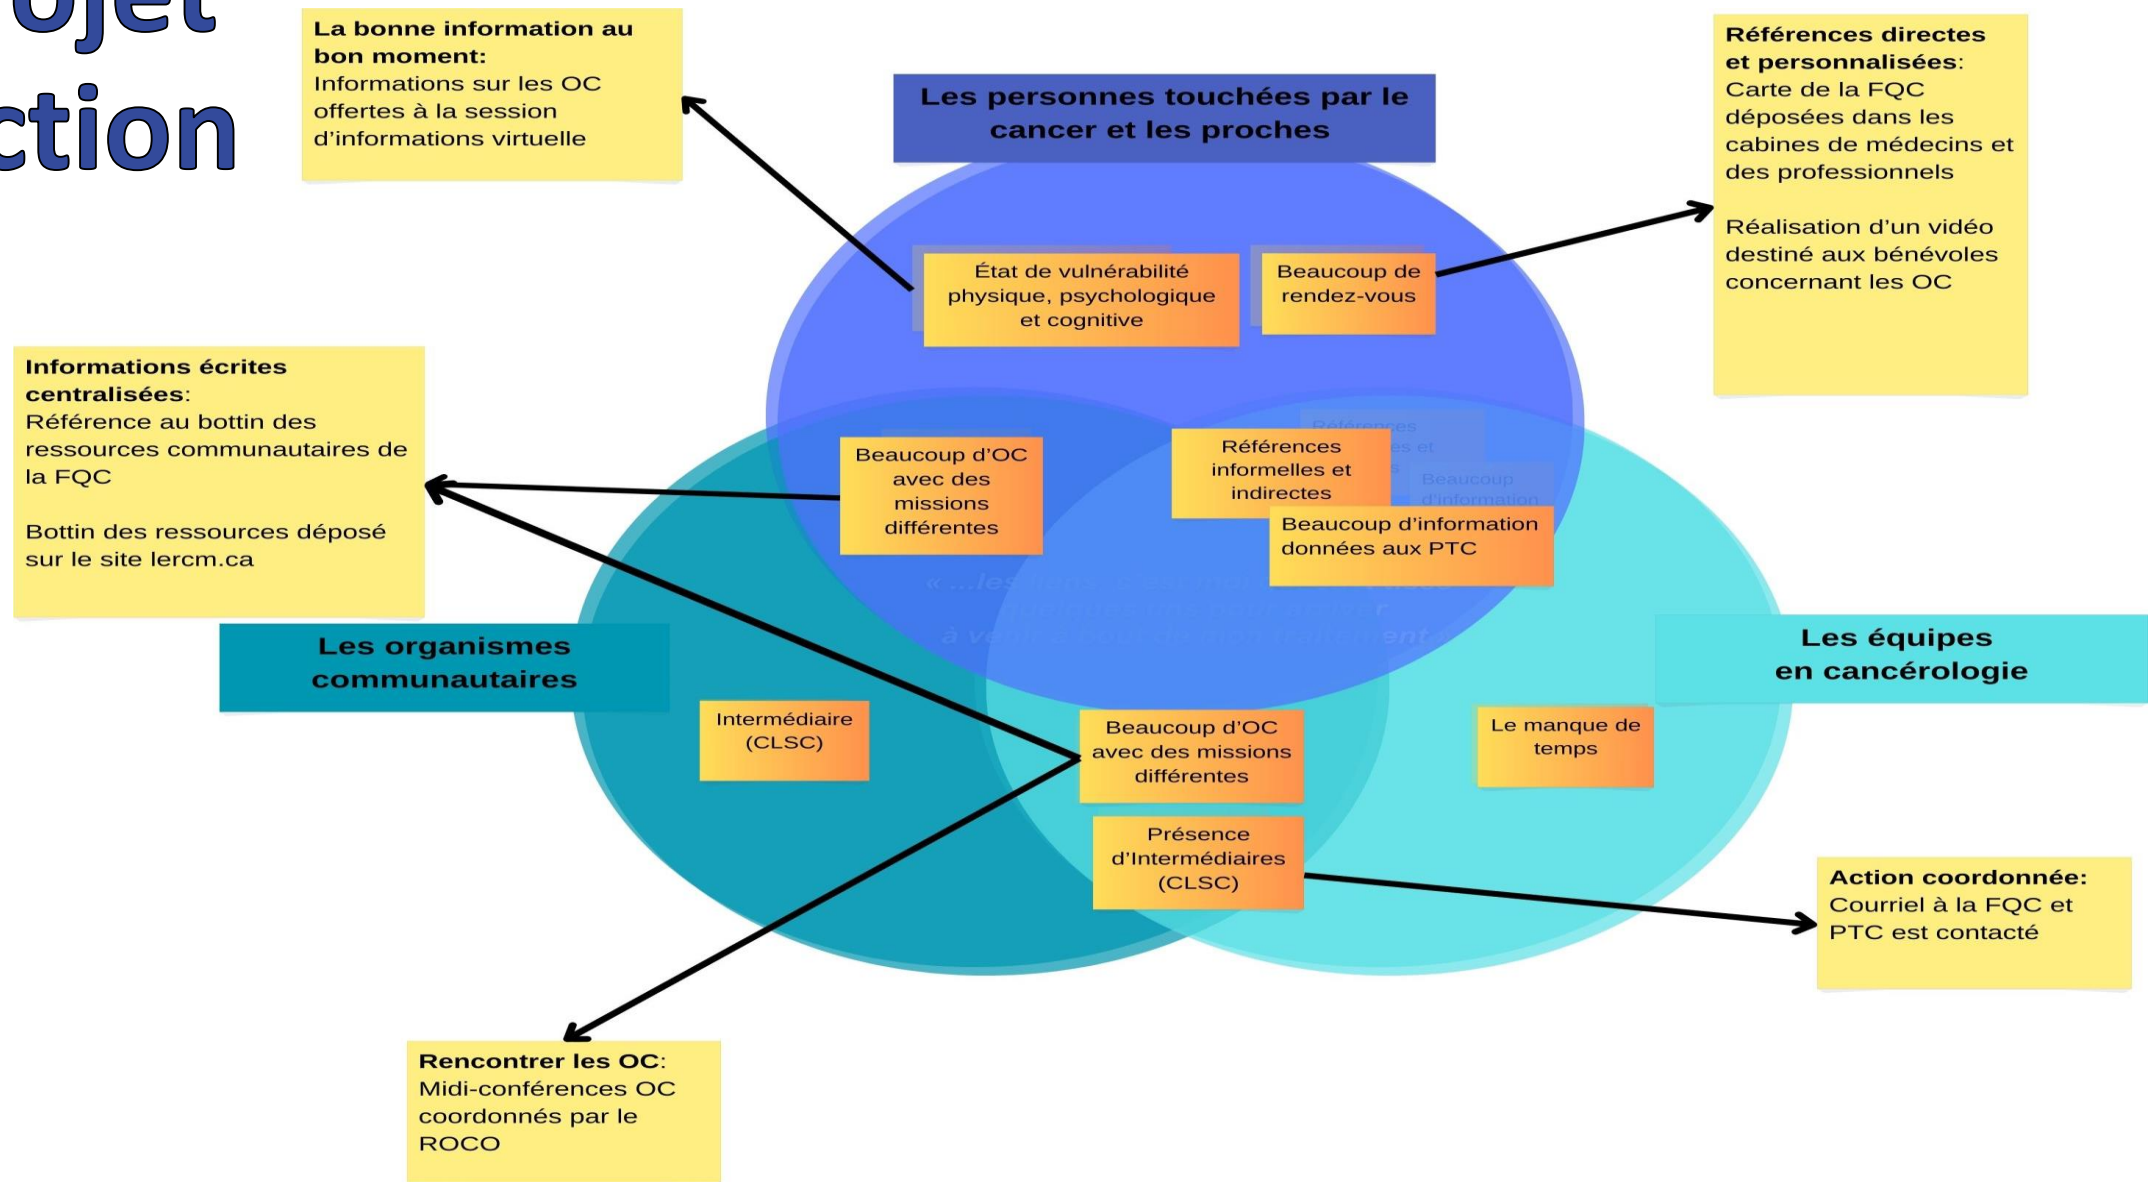 ojet
ction
La bonne information au
bon moment:
Informations sur les OC
offertes à la session
d'informations virtuelle
Les personnes touchées par le
cancer et les proches
Références directes
et personnalisées:
Carte de la FQC
déposées dans les
cabines de médecins et
des professionnels
Réalisation d'un vidéo
destiné aux bénévoles
concernant les OC
État de vulnérabilité
physique, psychologique
et cognitive
Beaucoup de
rendez-vous
Informations écrites
centralisées:
Référence au bottin des
ressources communautaires de
la FQC
Bottin des ressources déposé
sur le site lercm.ca
Beaucoup d'OC
avec des
missions
différentes
Références
informelles et
indirectes
Références
es et
s
Beaucoup
d'information
Beaucoup d'information
données aux PTC
Les organismes
communautaires
Les équipes
en cancérologie
Intermédiaire
(CLSC)
Beaucoup d'OC
avec des missions
différentes
Le manque de
temps
Présence
d'Intermédiaires
(CLSC)
Action coordonnée:
Courriel à la FQC et
PTC est contacté
Rencontrer les OC:
Midi-conférences OC
coordonnés par le
ROCO